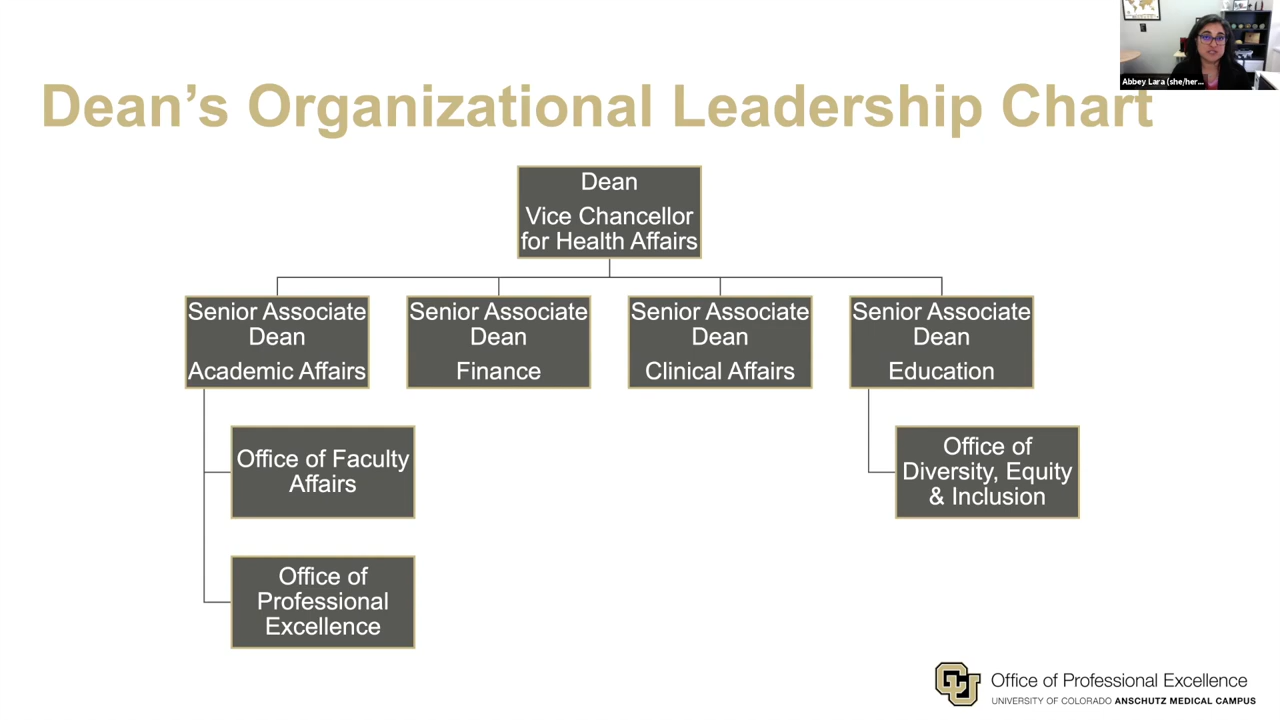 Abbey Lara (she/her...
Dean's Organizational Leadership Chart
Dean
Vice Chancellor
for Health Affairs
Senior Associate
Dean
Academic Affairs
Senior Associate
Dean
Finance
Senior Associate
Dean
Clinical Affairs
Senior Associate
Dean
Education
Office of Faculty
Affairs
Office of
Diversity, Equity
& Inclusion
Office of
Professional
Excellence
CU
Office of Professional Excellence
UNIVERSITY OF COLORADO ANSCHUTZ MEDICAL CAMPUS